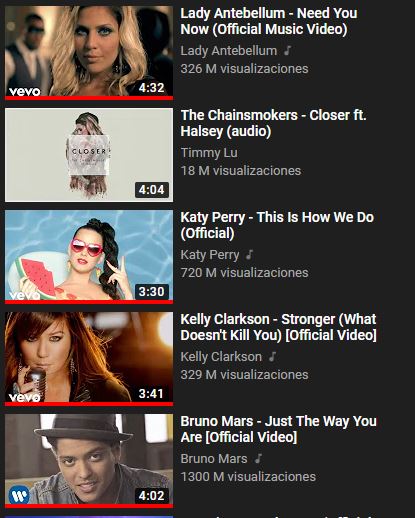 Lady Antebellum - Need You
Now (Official Music Video)
Lady Antebellum
326 M visualizaciones
vevo
4:32
The Chainsmokers - Closer ft.
Halsey (audio)
Timmy Lu
18 M visualizaciones
CLOSER
4:04
Katy Perry - This Is How We Do
(Official)
Katy Perry
720 M visualizaciones
vevo
3:30
Kelly Clarkson - Stronger (What
Doesn't Kill You) [Official Video]
Kelly Clarkson
329 M visualizaciones
vevo
3:41
Bruno Mars - Just The Way You
Are [Official Video]
Bruno Mars
1300 M visualizaciones
4:02